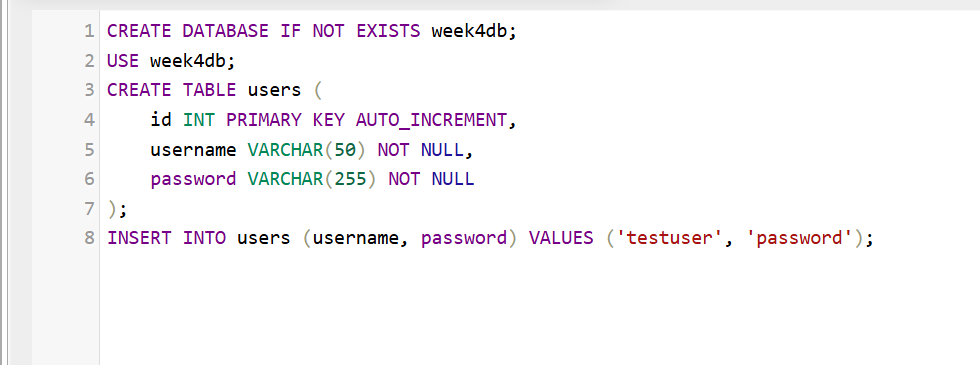 1 CREATE DATABASE IF NOT EXISTS week4db;
2 USE week4db;
3 CREATE TABLE users (
4     id INT PRIMARY KEY AUTO_INCREMENT,
5     username VARCHAR(50) NOT NULL,
6     password VARCHAR(255) NOT NULL
7 );
8 INSERT INTO users (username, password) VALUES ('testuser', 'password');